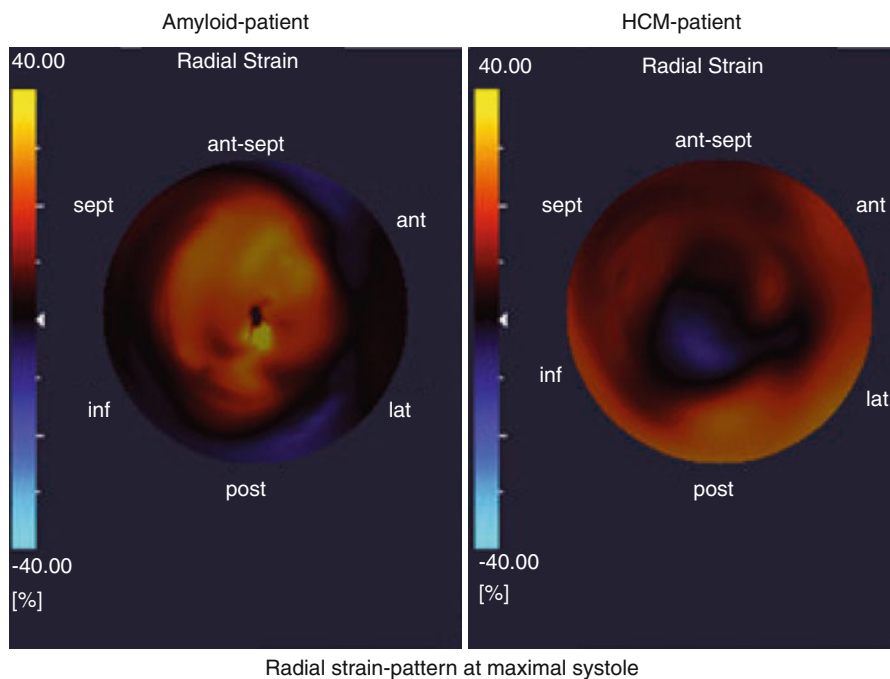 Amyloid-patient
40.00 Radial Strain
ant-sept
sept
ant
inf
lat
post
-40.00
[%]
HCM-patient
40.00 Radial Strain
ant-sept
sept
ant
inf
lat
post
-40.00
[%]
Radial strain-pattern at maximal systole